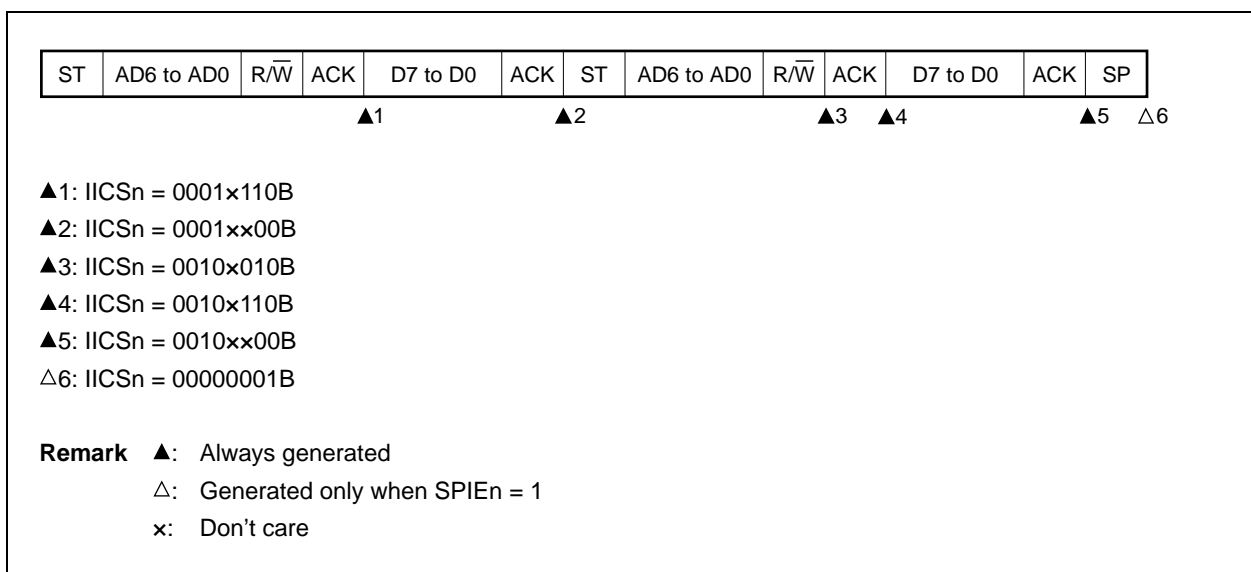 ST AD6 to AD0 R/W̅ ACK D7 to D0 ACK ST AD6 to AD0 R/W̅ ACK D7 to D0 ACK SP
▲1 ▲2 ▲3 ▲4 ▲5 △6
▲1: IICSn = 0001×110B
▲2: IICSn = 0001××00B
▲3: IICSn = 0010×010B
▲4: IICSn = 0010×110B
▲5: IICSn = 0010××00B
△6: IICSn = 00000001B
Remark ▲: Always generated
△: Generated only when SPIEn = 1
×: Don't care